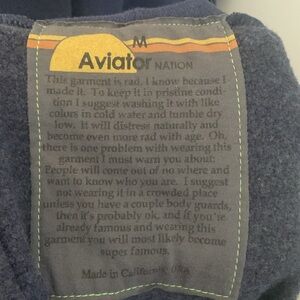 M
Aviator NATION
This garment is rad. I know because I
made it. To keep it in pristine condi-
tion I suggest washing it with like
colors in cold water and tumble dry
low. It will distress naturally and
become even more rad with age. Oh,
there is one problem with wearing this
garment I must warn you about:
People will come out of no where and
want to know who you are. I suggest
not wearing it to a crowded place
unless you have a couple body guards,
then it's probably ok, and if you're
already famous and wearing this
garment you will most likely become
super famous.
Made in California, USA